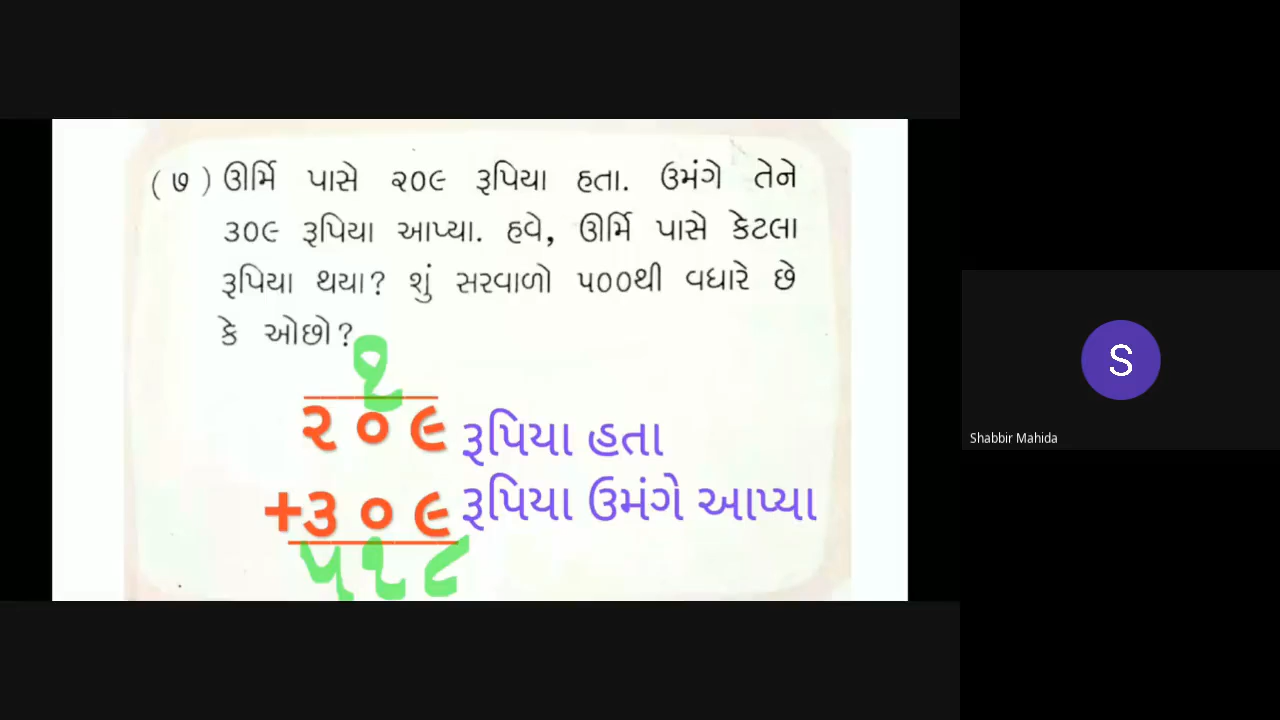 (૭) ઊર્મિ પાસે ૨૦૯ રૂપિયા હતા. ઉમંગે તેને
૩૦૯ રૂપિયા આપ્યા. હવે, ઊર્મિ પાસે કેટલા
રૂપિયા થયા? શું સરવાળો ૫૦૦થી વધારે છે
કે ઓછો?
૧
૨૦૯ રૂપિયા હતા
+૩૦૯ રૂપિયા ઉમંગે આપ્યા
૫૧૮
S
Shabbir Mahida